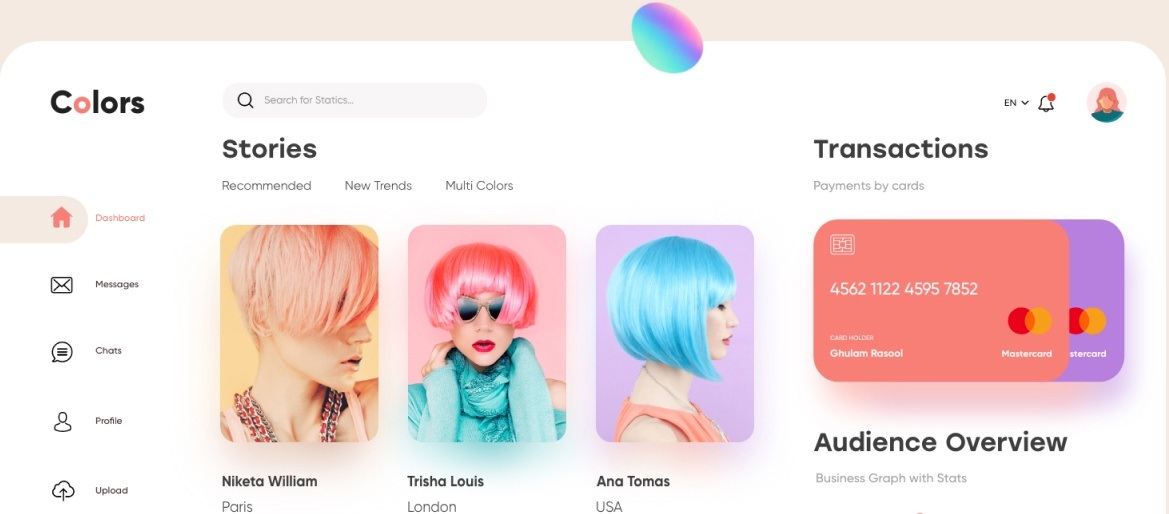 Colors
Search for Statics...
EN
Stories
Recommended
New Trends
Multi Colors
Dashboard
Messages
Chats
Profile
Upload
Niketa William
Paris
Trisha Louis
London
Ana Tomas
USA
Transactions
Payments by cards
4562 1122 4595 7852
CARD HOLDER
Ghulam Rasool
Mastercard
stercard
Audience Overview
Business Graph with Stats